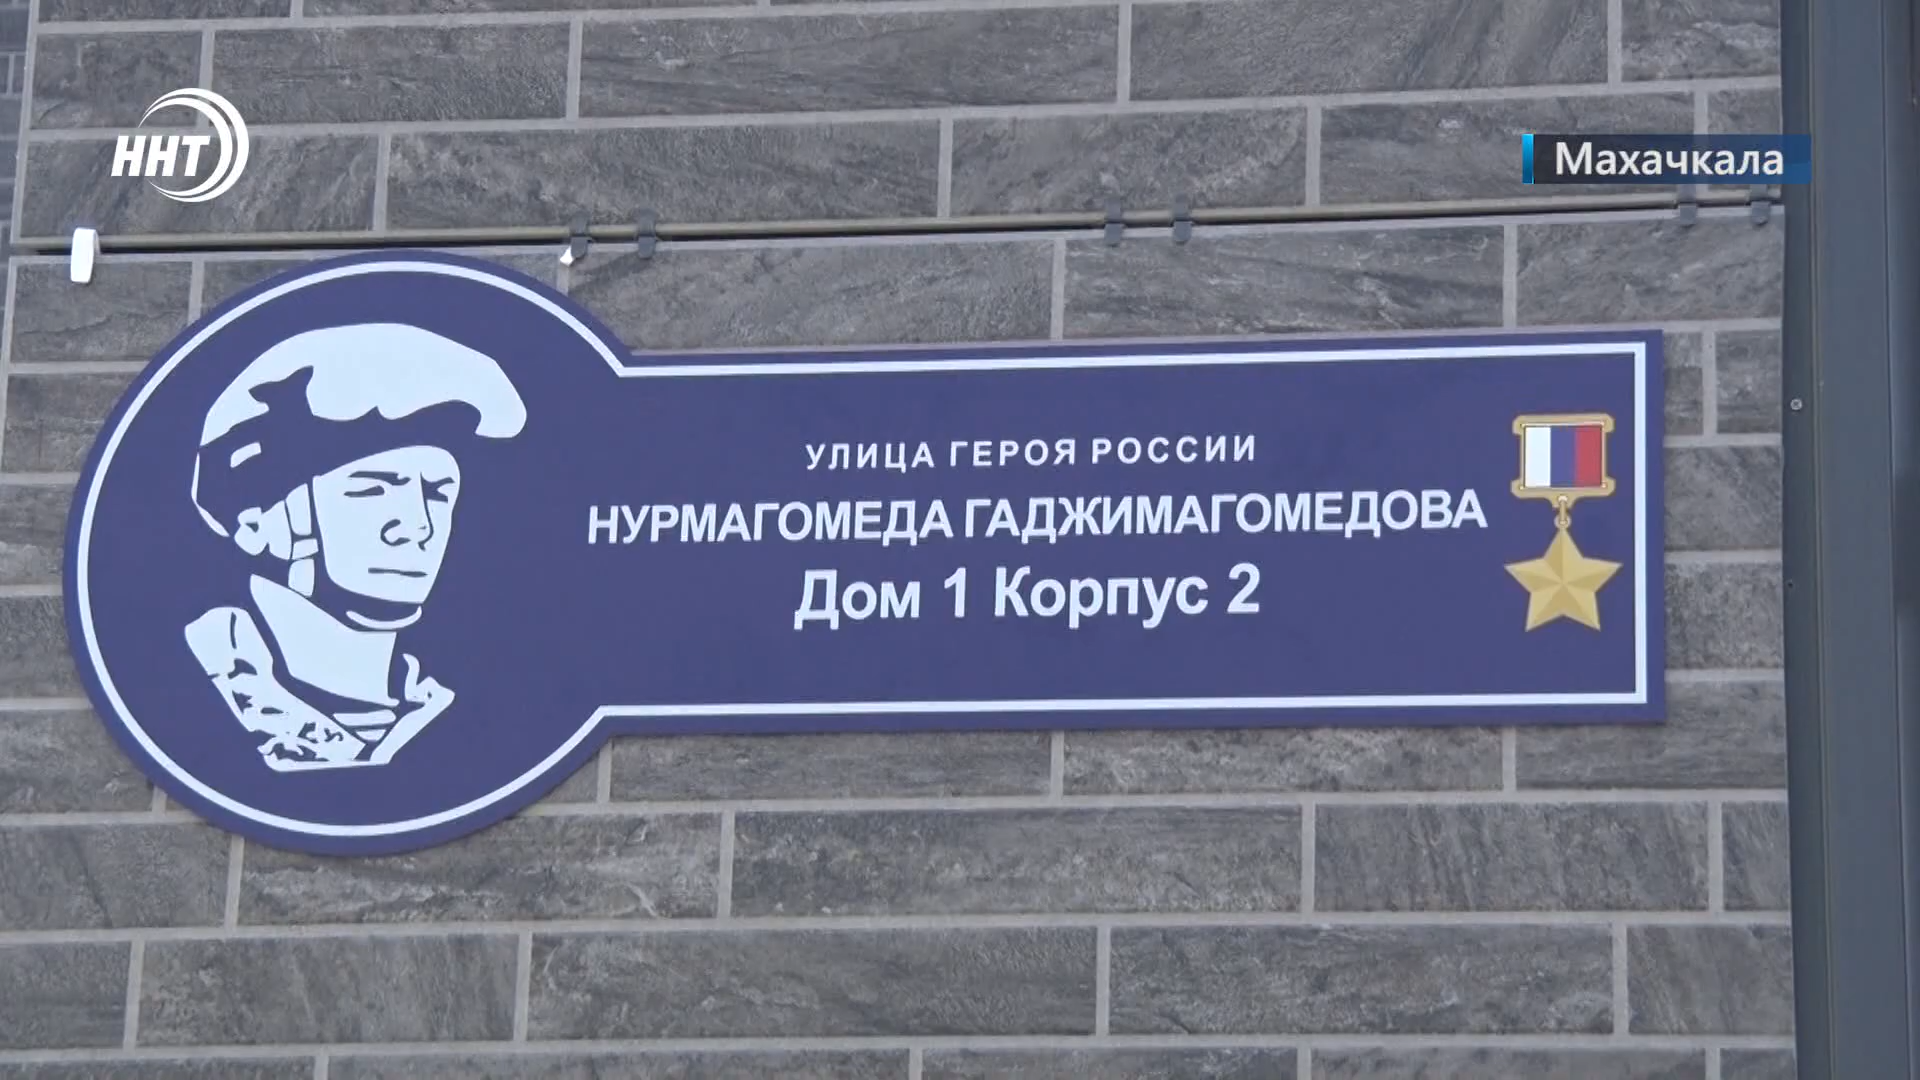 ННТ
Махачкала
УЛИЦА ГЕРОЯ РОССИИ
НУРМАГОМЕДА ГАДЖИМАГОМЕДОВА
Дом 1 Корпус 2